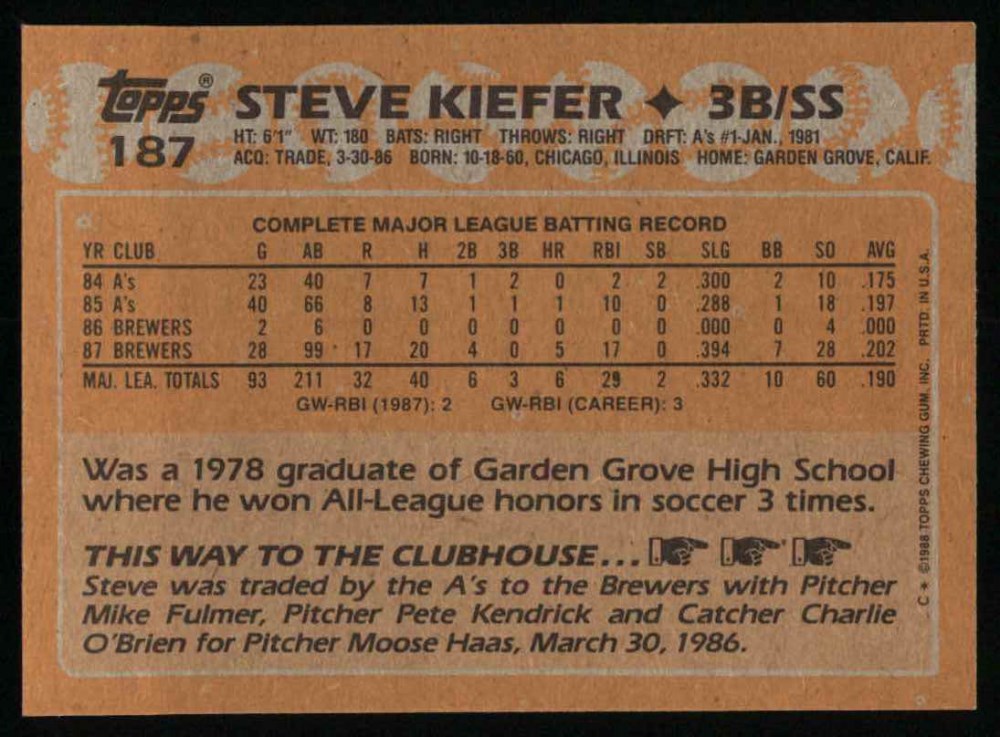 topps® STEVE KIEFER ✦ 3B/SS
187 HT: 6'1" WT: 180 BATS: RIGHT THROWS: RIGHT DRFT: A's #1-JAN., 1981
ACQ: TRADE, 3-30-86 BORN: 10-18-60, CHICAGO, ILLINOIS HOME: GARDEN GROVE, CALIF.
COMPLETE MAJOR LEAGUE BATTING RECORD
YR CLUB G AB R H 2B 3B HR RBI SB SLG BB SO AVG
84 A's 23 40 7 7 1 2 0 2 2 .300 2 10 .175
85 A's 40 66 8 13 1 1 1 10 0 .288 1 18 .197
86 BREWERS 2 6 0 0 0 0 0 0 0 .000 0 4 .000
87 BREWERS 28 99 17 20 4 0 5 17 0 .394 7 28 .202
MAJ. LEA. TOTALS 93 211 32 40 6 3 6 29 2 .332 10 60 .190
GW-RBI (1987): 2 GW-RBI (CAREER): 3
Was a 1978 graduate of Garden Grove High School
where he won All-League honors in soccer 3 times.
THIS WAY TO THE CLUBHOUSE...
Steve was traded by the A's to the Brewers with Pitcher
Mike Fulmer, Pitcher Pete Kendrick and Catcher Charlie
O'Brien for Pitcher Moose Haas, March 30, 1986.
C * ©1988 TOPPS CHEWING GUM, INC. PRTD. IN U.S.A.